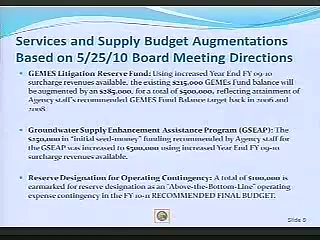 Services and Supply Budget Augmentations
Based on 5/25/10 Board Meeting Directions
GEMES Litigation Reserve Fund: Using increased Year End FY 09-10
surcharge revenues available, the existing $215,000 GEMES Fund balance will
be augmented by an $285,000, for a total of $500,000, reflecting attainment of
Agency staff's recommended GEMES Fund Balance target back in 2006 and
2008.
Groundwater Supply Enhancement Assistance Program (GSEAP): The
$250,000 in "initial seed-money" funding recommended by Agency staff for
the GSEAP was increased to $500,000 using increased Year End FY 09-10
surcharge revenues available.
Reserve Designation for Operating Contingency: A total of $100,000 is
earmarked for reserve designation as an "Above-the-Bottom-Line" operating
expense contingency in the FY 10-11 RECOMMENDED FINAL BUDGET.
Slide 9